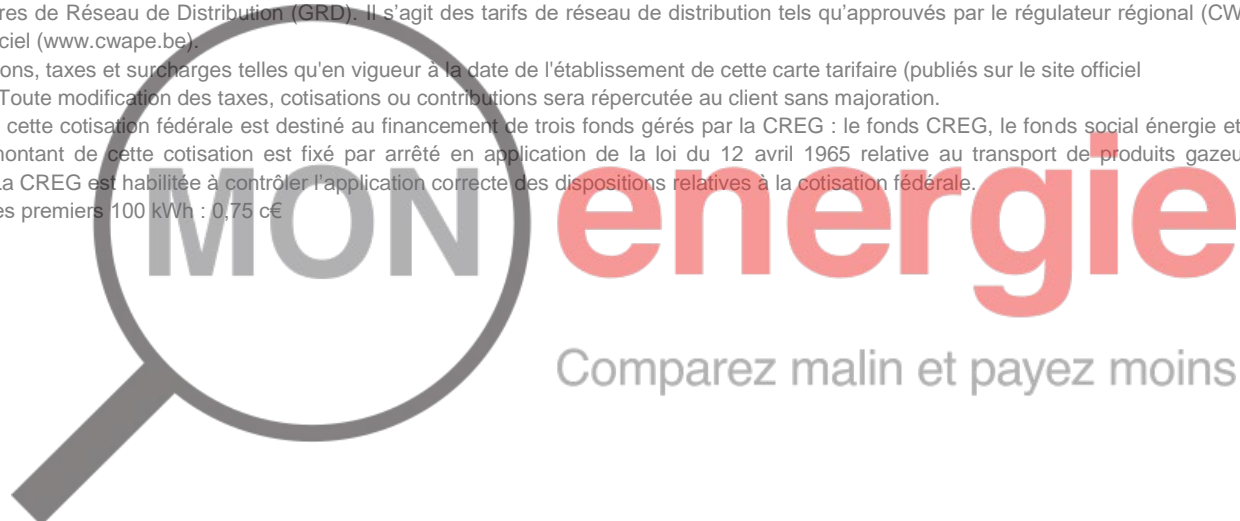 res de Réseau de Distribution (GRD). Il s'agit des tarifs de réseau de distribution tels qu'approuvés par le régulateur régional (CW
ciel (www.cwape.be).
ons, taxes et surcharges telles qu'en vigueur à la date de l'établissement de cette carte tarifaire (publiés sur le site officiel
Toute modification des taxes, cotisations ou contributions sera répercutée au client sans majoration.
cette cotisation fédérale est destiné au financement de trois fonds gérés par la CREG : le fonds CREG, le fonds social énergie et
montant de cette cotisation est fixé par arrêté en application de la loi du 12 avril 1965 relative au transport de produits gazeu
La CREG est habilitée à contrôler l'application correcte des dispositions relatives à la cotisation fédérale.
es premiers 100 kWh : 0,75 c€
MON energie
Comparez malin et payez moins